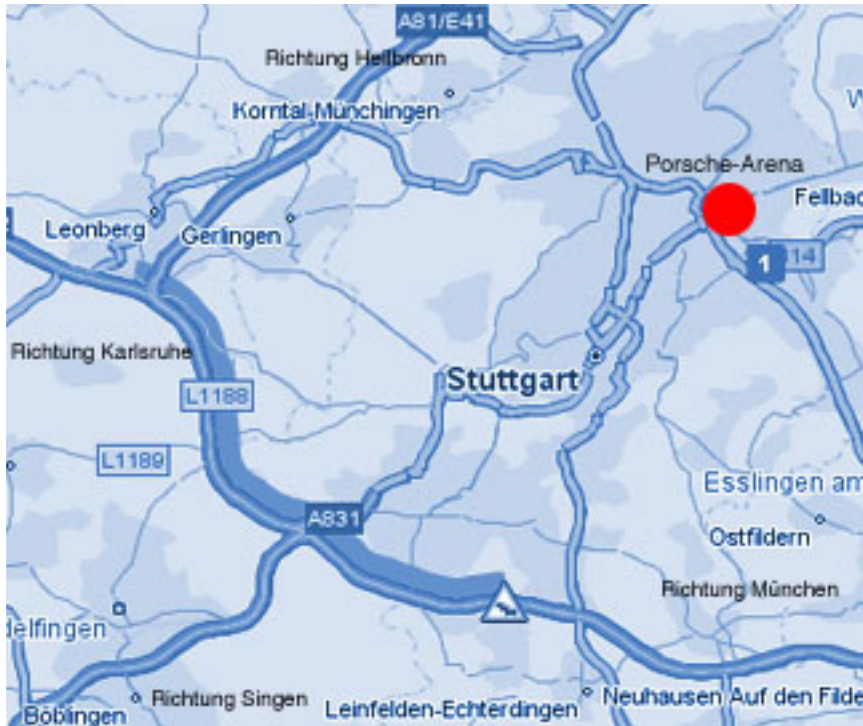 A81/E41
Richtung Heilbronn
Korntal-Münchingen
W
Porsche-Arena
Fellbac
Leonberg
Gerlingen
1
14
Richtung Karlsruhe
Stuttgart
L1188
L1189
Esslingen am
A831
Ostfildern
Richtung München
delfingen
Richtung Singen
Neuhausen Auf den Filde
Leinfelden-Echterdingen
Böblingen